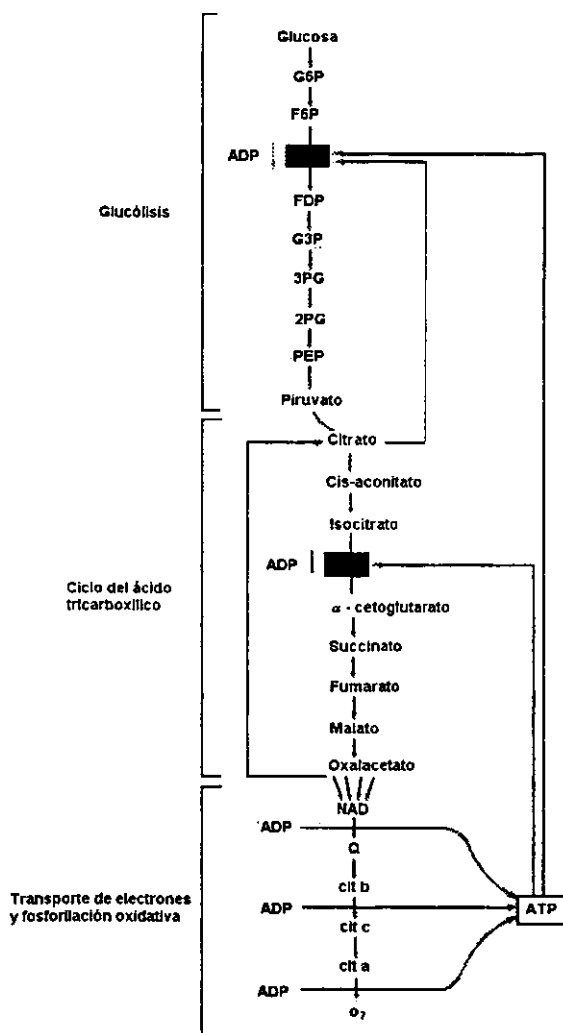 Glucosa
G6P
F6P
ADP
FDP
Glucólisis
G3P
3PG
2PG
PEP
Piruvato
Citrato
Cis-aconitato
Isocitrato
ADP
Ciclo del ácido
tricarboxílico
α - cetoglutarato
Succinato
Fumarato
Malato
Oxalacetato
NAD
ADP
Q
cit b
Transporte de electrones
y fosforilación oxidativa
ADP
ATP
cit c
cit a
ADP
O₂